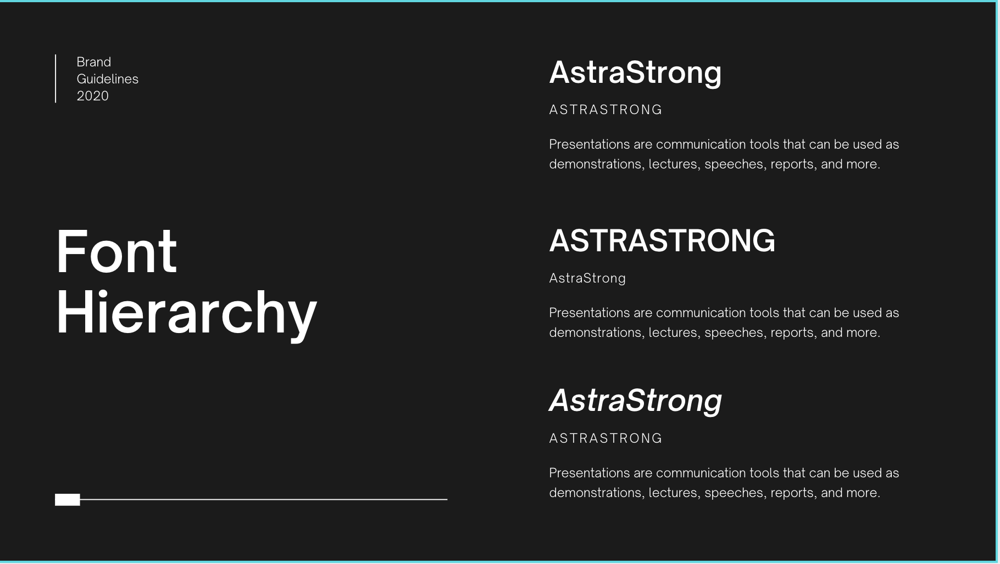 Brand
Guidelines
2020
Font
Hierarchy
AstraStrong
ASTRASTRONG
Presentations are communication tools that can be used as
demonstrations, lectures, speeches, reports, and more.
ASTRASTRONG
AstraStrong
Presentations are communication tools that can be used as
demonstrations, lectures, speeches, reports, and more.
AstraStrong
ASTRASTRONG
Presentations are communication tools that can be used as
demonstrations, lectures, speeches, reports, and more.